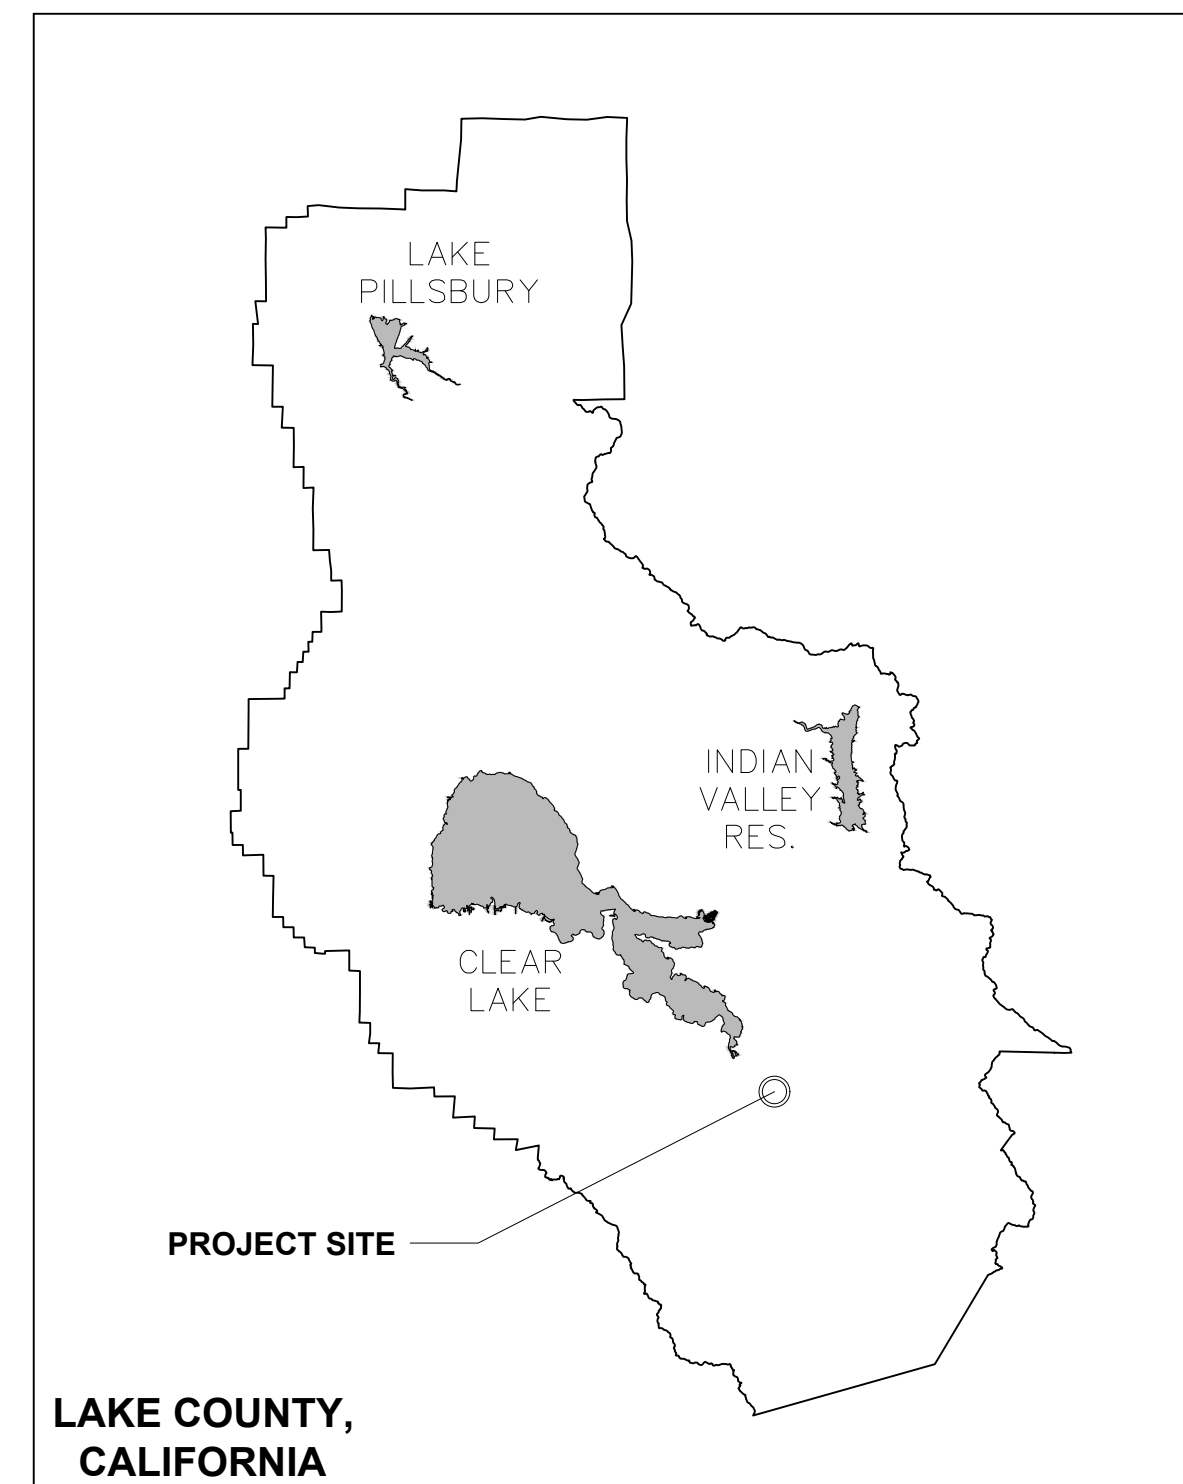 LAKE
PILLSBURY
INDIAN
VALLEY
RES.
CLEAR
LAKE
PROJECT SITE
LAKE COUNTY,
CALIFORNIA